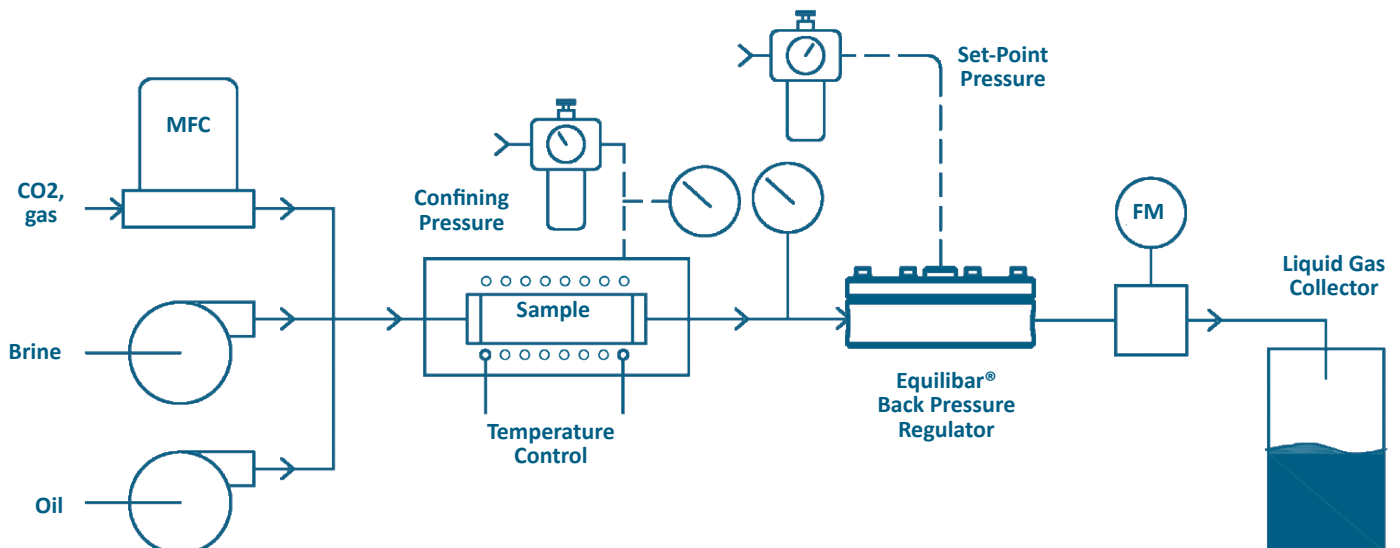 MFC
CO2,
gas
Brine
Oil
Confining
Pressure
Sample
Temperature
Control
Set-Point
Pressure
Equilibar®
Back Pressure
Regulator
FM
Liquid Gas
Collector